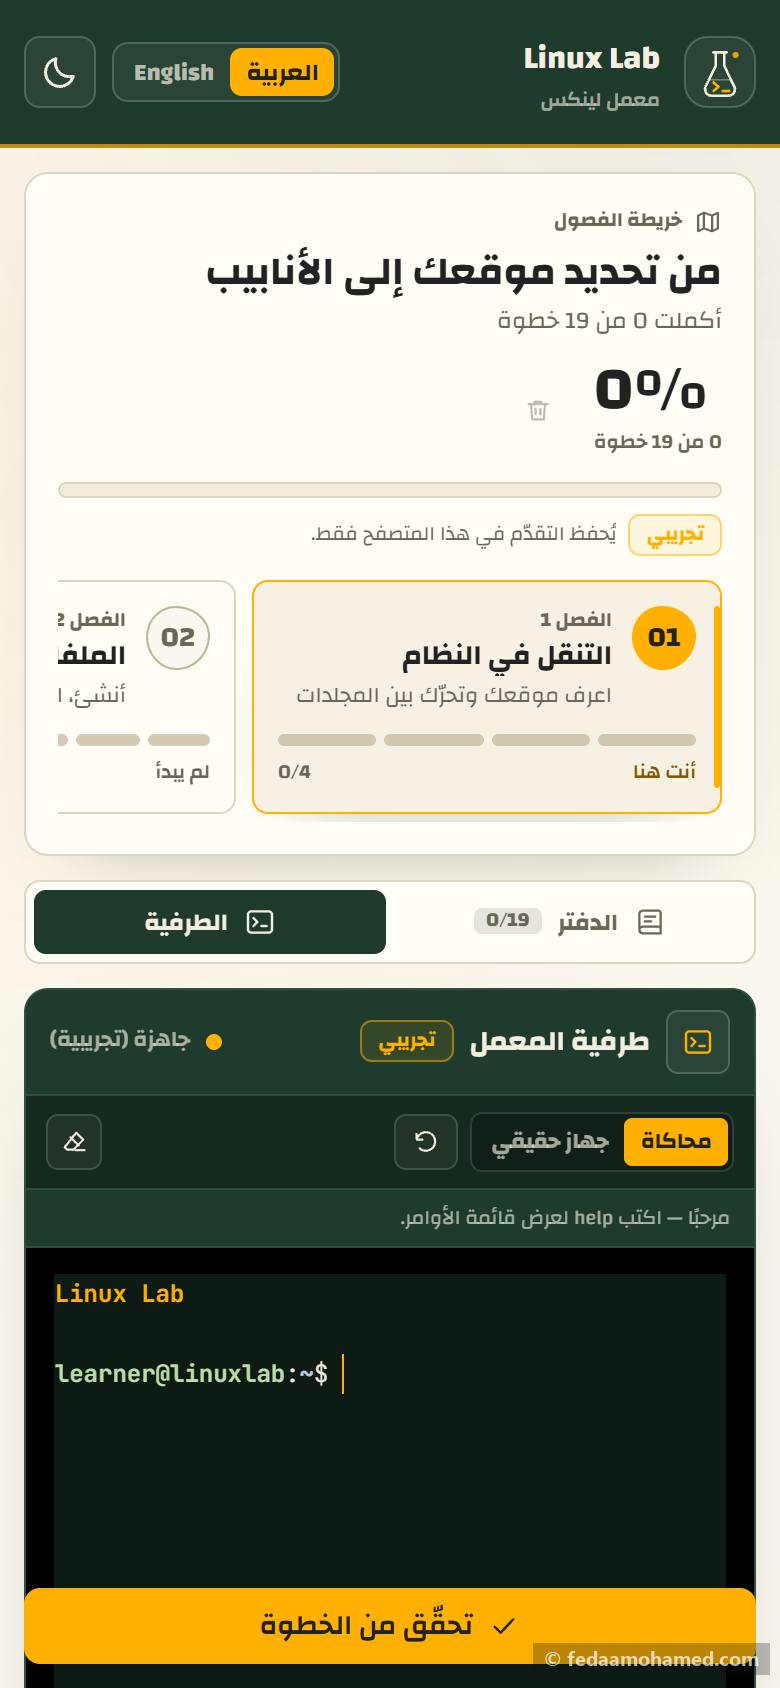 Linux Lab
معمل لينكس
العربية
English
خريطة الفصول
من تحديد موقعك إلى الأنابيب
أكملت 0 من 19 خطوة
0%
0 من 19 خطوة
تجريبي
يُحفظ التقدّم في هذا المتصفح فقط.
01
الفصل 1
التنقل في النظام
اعرف موقعك وتحرّك بين المجلدات
أنت هنا
0/4
02
الفصل 2
أنشئ، ا
لم يبدأ
الدفتر
0/19
الطرفية
طرفية المعمل
تجريبي
جاهزة (تجريبية)
محاكاة
جهاز حقيقي
مرحبًا — اكتب help لعرض قائمة الأوامر.
Linux Lab
learner@linuxlab:~$
تحقّق من الخطوة
© fedaamohamed.com